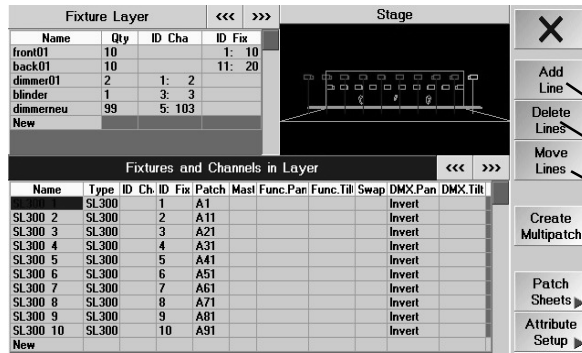 Fixture Layer <<< >>>
Name Qty ID Cha ID Fix
front01 10 1: 10
back01 10 11: 20
dimmer01 2 1: 2
blinder 1 3: 3
dimmerneu 99 5: 103
New
Stage
Fixtures and Channels in Layer <<< >>>
Name Type ID Ch. ID Fix Patch Mast Func.Pan Func.Tilt Swap DMX.Pan DMX.Tilt
SL300 1 SL300 1 A1 Invert
SL300 2 SL300 2 A11 Invert
SL300 3 SL300 3 A21 Invert
SL300 4 SL300 4 A31 Invert
SL300 5 SL300 5 A41 Invert
SL300 6 SL300 6 A51 Invert
SL300 7 SL300 7 A61 Invert
SL300 8 SL300 8 A71 Invert
SL300 9 SL300 9 A81 Invert
SL300 10 SL300 10 A91 Invert
New
Add
Line
Delete
Lines
Move
Lines
Create
Multipatch
Patch
Sheets
Attribute
Setup